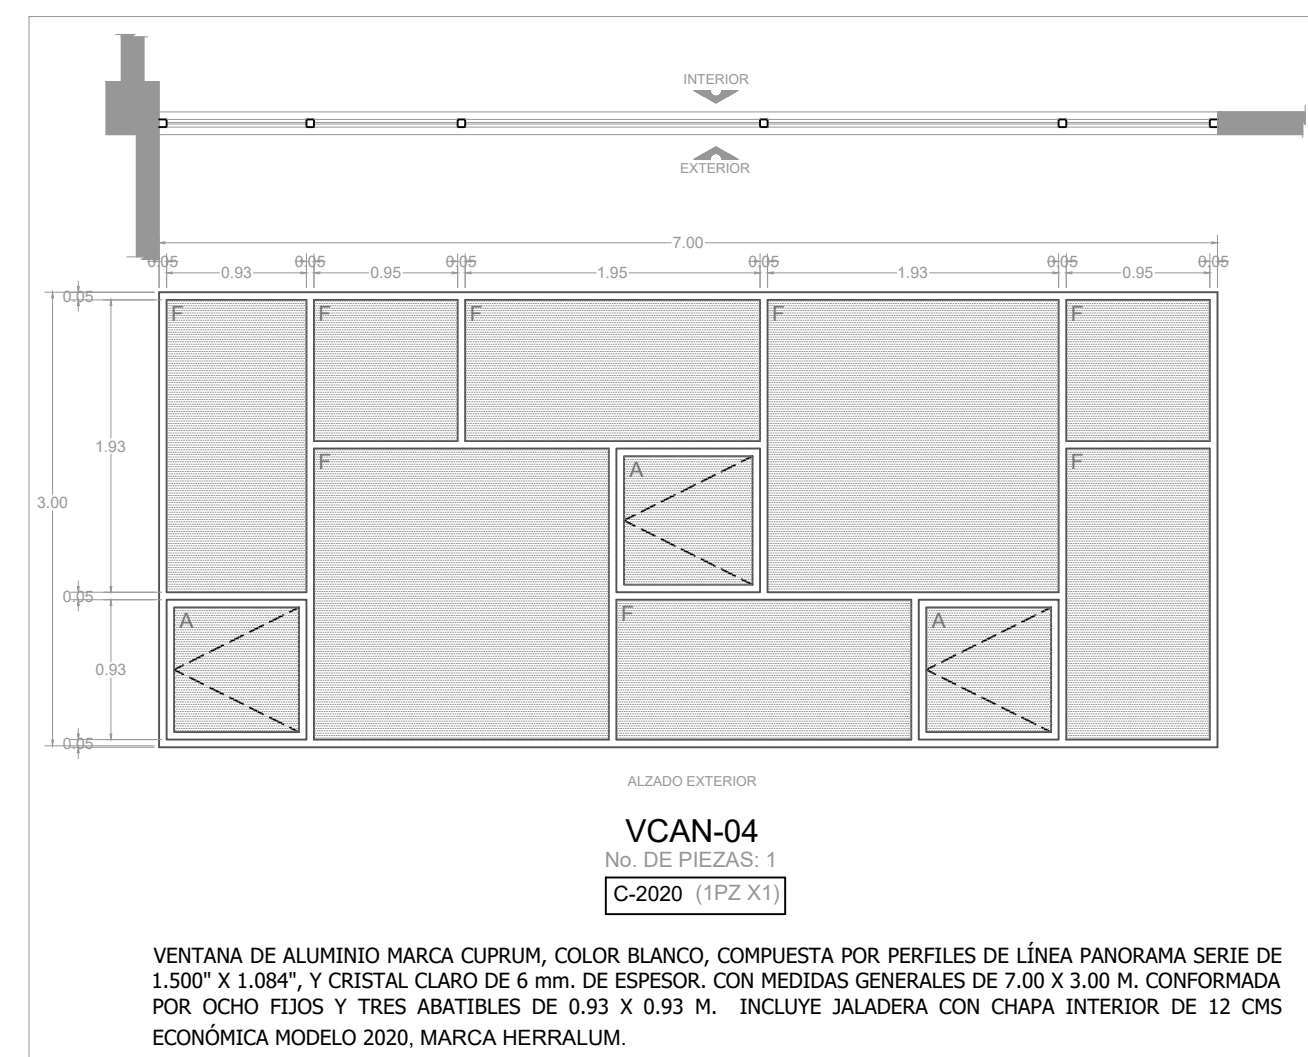 INTERIOR
EXTERIOR
7.00
0.05 0.05 0.05 0.05 0.05 0.05
0.93 0.95 1.95 1.93 0.95
0.05
F F F F F
1.93
F A F
3.00
0.05
A F A
0.93
0.05
ALZADO EXTERIOR
VCAN-04
No. DE PIEZAS: 1
C-2020 (1PZ X1)
VENTANA DE ALUMINIO MARCA CUPRUM, COLOR BLANCO, COMPUESTA POR PERFILES DE LÍNEA PANORAMA SERIE DE
1.500" X 1.084", Y CRISTAL CLARO DE 6 mm. DE ESPESOR. CON MEDIDAS GENERALES DE 7.00 X 3.00 M. CONFORMADA
POR OCHO FIJOS Y TRES ABATIBLES DE 0.93 X 0.93 M. INCLUYE JALADERA CON CHAPA INTERIOR DE 12 CMS
ECONÓMICA MODELO 2020, MARCA HERRALUM.